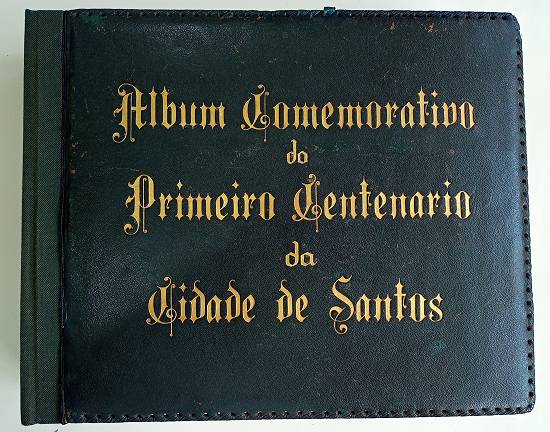 Album Comemorativo
do
Primeiro Centenario
da
Cidade de Santos